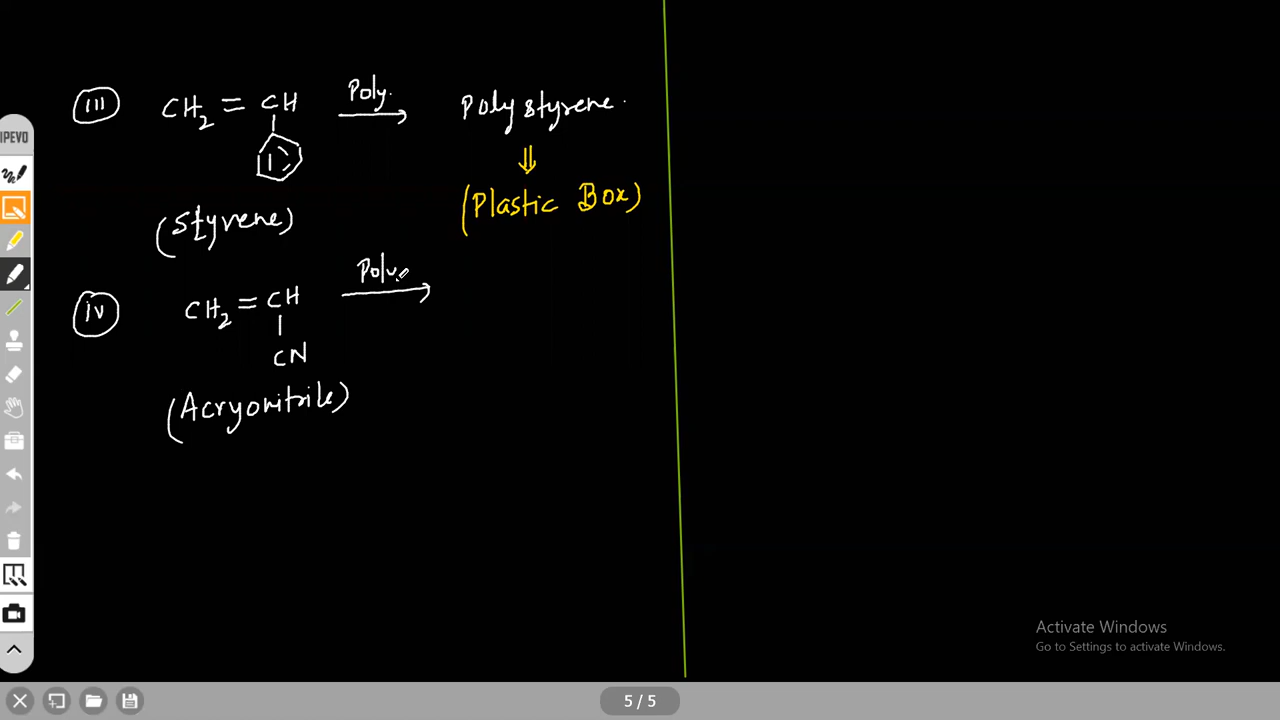 IPEVO
(iii) CH2 = CH Poly. → Polystyrene.
⇓
(Styrene) (Plastic Box)
(iv) CH2 = CH Poly →
|
CN
(Acryonitrile)
Activate Windows
Go to Settings to activate Windows.
5 / 5